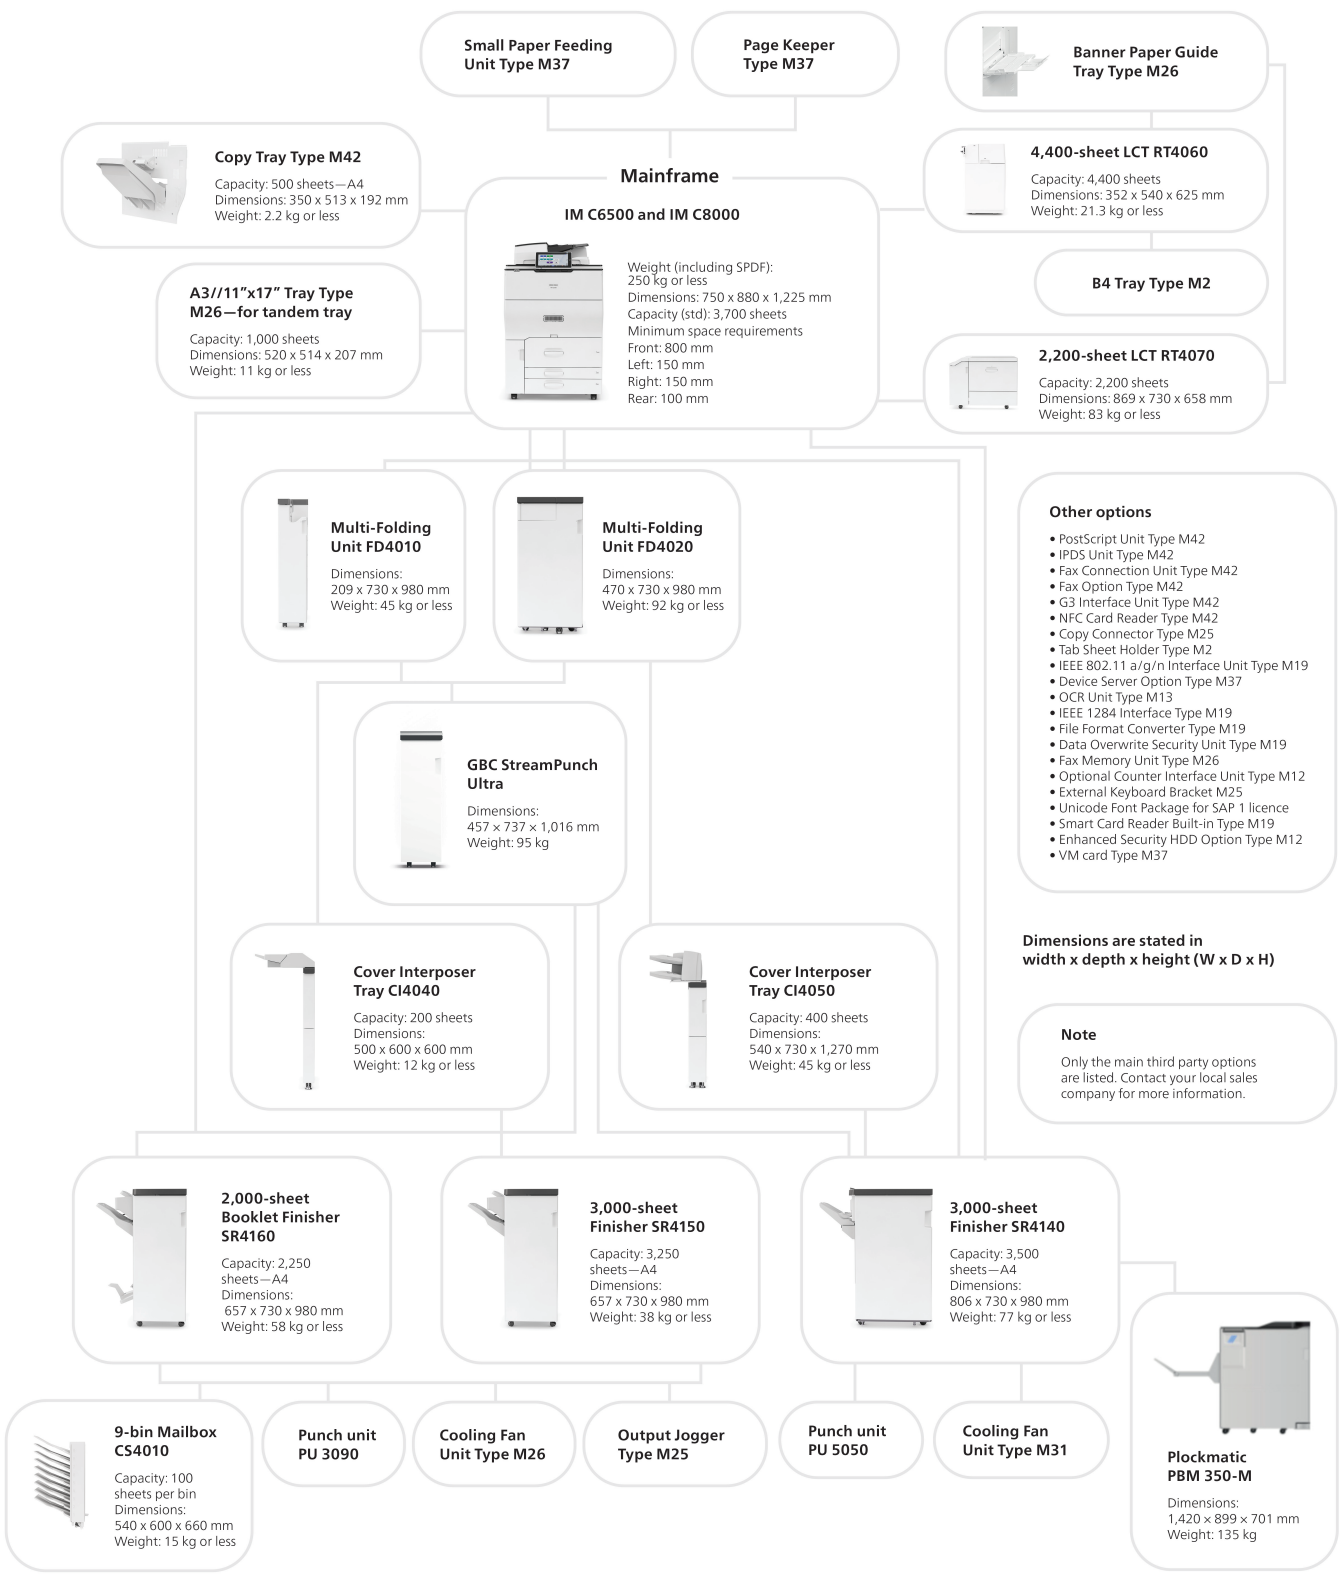 Small Paper Feeding
Unit Type M37
Page Keeper
Type M37
Banner Paper Guide
Tray Type M26
Copy Tray Type M42
Capacity: 500 sheets—A4
Dimensions: 350 x 513 x 192 mm
Weight: 2.2 kg or less
4,400-sheet LCT RT4060
Capacity: 4,400 sheets
Dimensions: 352 x 540 x 625 mm
Weight: 21.3 kg or less
Mainframe
IM C6500 and IM C8000
Weight (including SPDF):
250 kg or less
Dimensions: 750 x 880 x 1,225 mm
Capacity (std): 3,700 sheets
Minimum space requirements
Front: 800 mm
Left: 150 mm
Right: 150 mm
Rear: 100 mm
B4 Tray Type M2
A3//11”x17” Tray Type
M26—for tandem tray
Capacity: 1,000 sheets
Dimensions: 520 x 514 x 207 mm
Weight: 11 kg or less
2,200-sheet LCT RT4070
Capacity: 2,200 sheets
Dimensions: 869 x 730 x 658 mm
Weight: 83 kg or less
Multi-Folding
Unit FD4010
Dimensions:
209 x 730 x 980 mm
Weight: 45 kg or less
Multi-Folding
Unit FD4020
Dimensions:
470 x 730 x 980 mm
Weight: 92 kg or less
Other options
• PostScript Unit Type M42
• IPDS Unit Type M42
• Fax Connection Unit Type M42
• Fax Option Type M42
• G3 Interface Unit Type M42
• NFC Card Reader Type M42
• Copy Connector Type M25
• Tab Sheet Holder Type M2
• IEEE 802.11 a/g/n Interface Unit Type M19
• Device Server Option Type M37
• OCR Unit Type M13
• IEEE 1284 Interface Type M19
• File Format Converter Type M19
• Data Overwrite Security Unit Type M19
• Fax Memory Unit Type M26
• Optional Counter Interface Unit Type M12
• External Keyboard Bracket M25
• Unicode Font Package for SAP 1 licence
• Smart Card Reader Built-in Type M19
• Enhanced Security HDD Option Type M12
• VM card Type M37
GBC StreamPunch
Ultra
Dimensions:
457 × 737 × 1,016 mm
Weight: 95 kg
Dimensions are stated in
width x depth x height (W x D x H)
Cover Interposer
Tray CI4040
Capacity: 200 sheets
Dimensions:
500 x 600 x 600 mm
Weight: 12 kg or less
Cover Interposer
Tray CI4050
Capacity: 400 sheets
Dimensions:
540 x 730 x 1,270 mm
Weight: 45 kg or less
Note
Only the main third party options
are listed. Contact your local sales
company for more information.
2,000-sheet
Booklet Finisher
SR4160
Capacity: 2,250
sheets—A4
Dimensions:
657 x 730 x 980 mm
Weight: 58 kg or less
3,000-sheet
Finisher SR4150
Capacity: 3,250
sheets—A4
Dimensions:
657 x 730 x 980 mm
Weight: 38 kg or less
3,000-sheet
Finisher SR4140
Capacity: 3,500
sheets—A4
Dimensions:
806 x 730 x 980 mm
Weight: 77 kg or less
9-bin Mailbox
CS4010
Capacity: 100
sheets per bin
Dimensions:
540 x 600 x 660 mm
Weight: 15 kg or less
Punch unit
PU 3090
Cooling Fan
Unit Type M26
Output Jogger
Type M25
Punch unit
PU 5050
Cooling Fan
Unit Type M31
Plockmatic
PBM 350-M
Dimensions:
1,420 × 899 × 701 mm
Weight: 135 kg